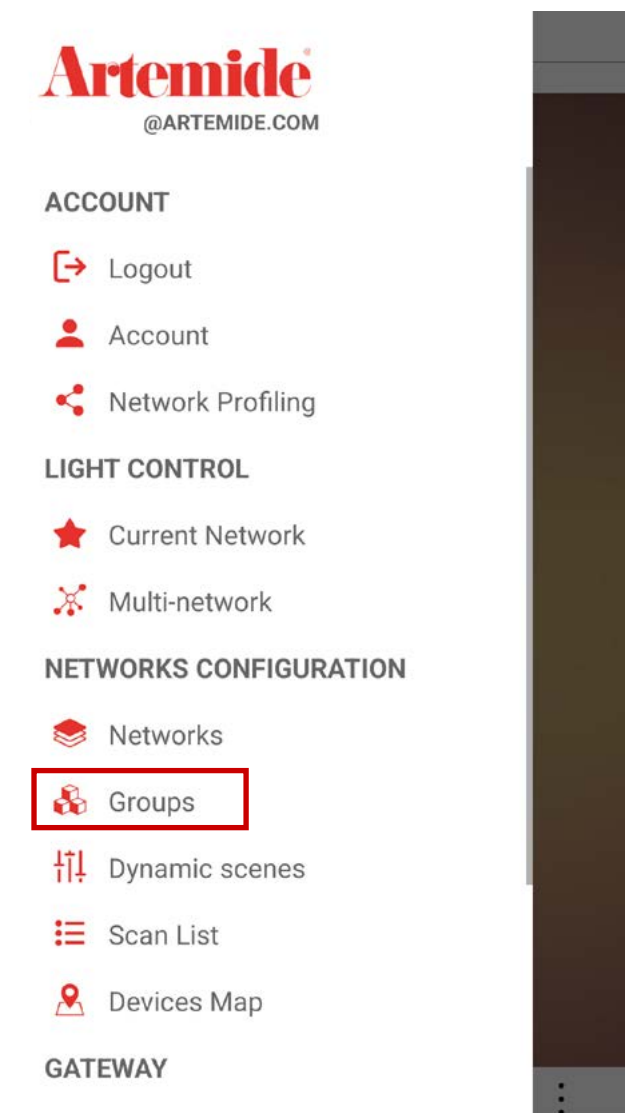 Artemide
@ARTEMIDE.COM
ACCOUNT
Logout
Account
Network Profiling
LIGHT CONTROL
Current Network
Multi-network
NETWORKS CONFIGURATION
Networks
Groups
Dynamic scenes
Scan List
Devices Map
GATEWAY